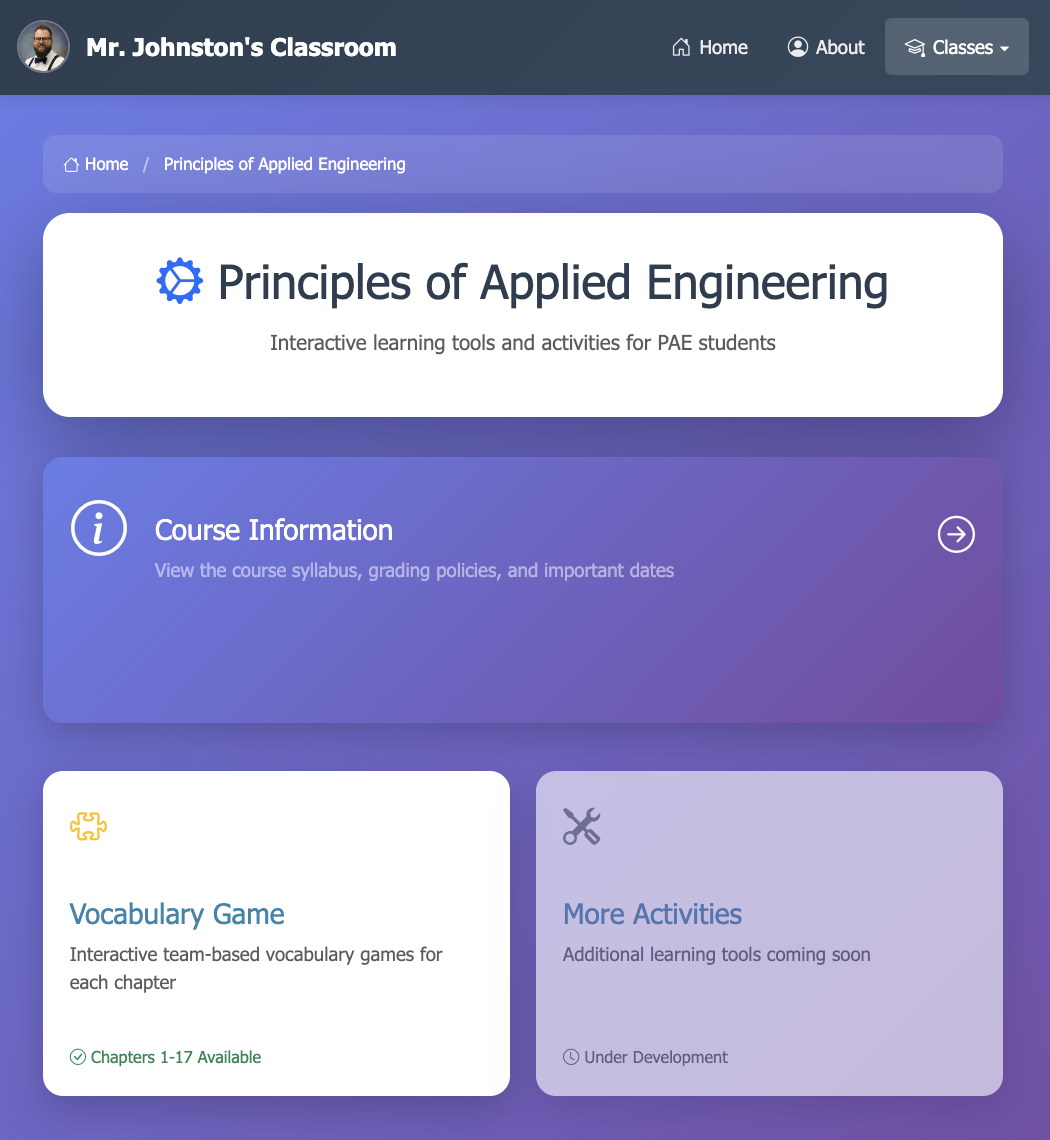 Mr. Johnston's Classroom
Home
About
Classes
Home / Principles of Applied Engineering
Principles of Applied Engineering
Interactive learning tools and activities for PAE students
Course Information
View the course syllabus, grading policies, and important dates
Vocabulary Game
Interactive team-based vocabulary games for
each chapter
Chapters 1-17 Available
More Activities
Additional learning tools coming soon
Under Development